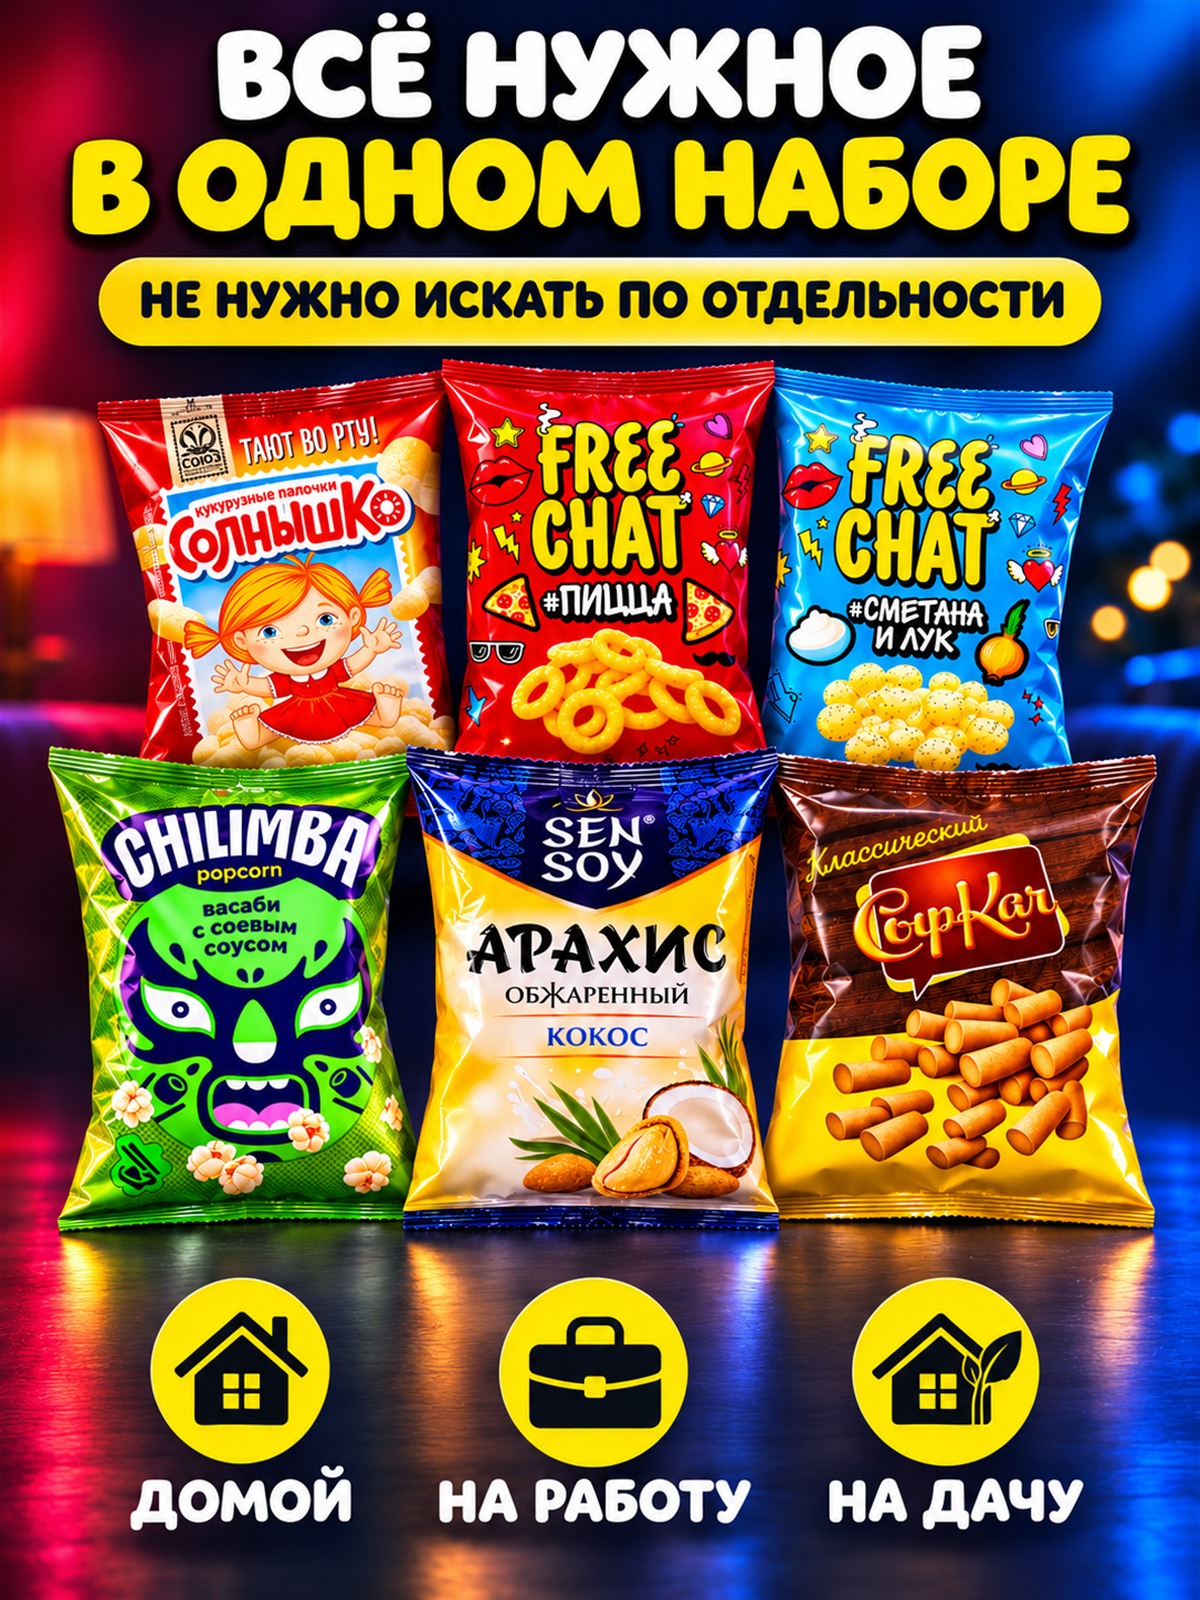 ВСЁ НУЖНОЕ
В ОДНОМ НАБОРЕ
НЕ НУЖНО ИСКАТЬ ПО ОТДЕЛЬНОСТИ
СОЮЗ
ТАЮТ ВО РТУ!
КУКУРУЗНЫЕ ПАЛОЧКИ
СОЛНЫШКО
FREE
CHAT
#ПИЦЦА
FREE
CHAT
#СМЕТАНА
И ЛУК
CHILIMBA
popcorn
васаби
с соевым
соусом
SEN®
SOY
АРАХИС
ОБЖАРЕННЫЙ
КОКОС
Классический
СырКач
ДОМОЙ
НА РАБОТУ
НА ДАЧУ